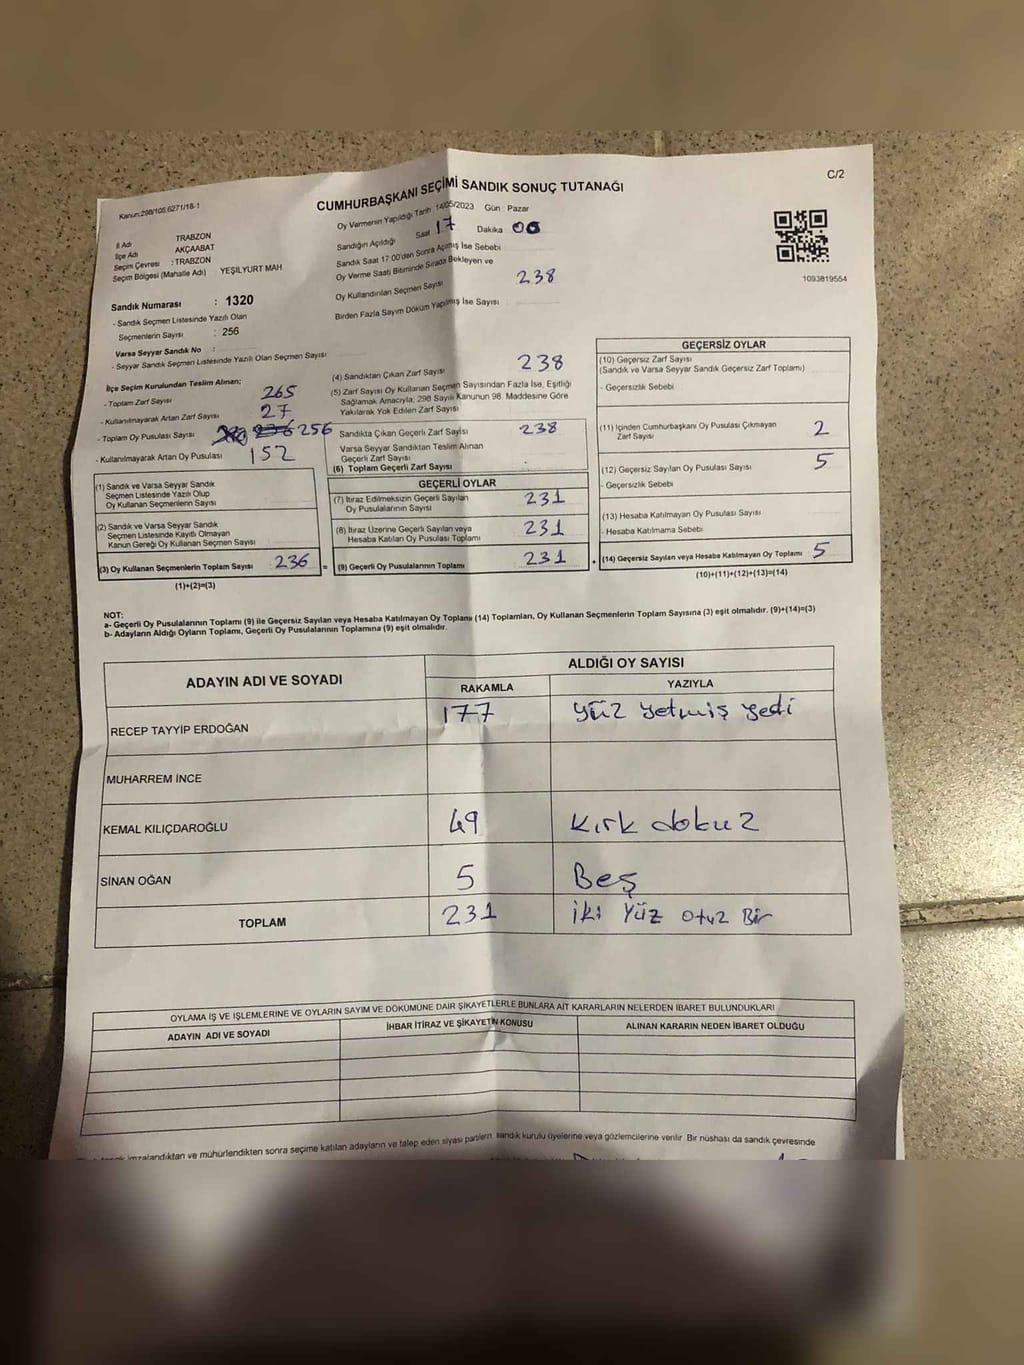 C/2
Kanun:298/105.6271/18-1
CUMHURBAŞKANI SEÇİMİ SANDIK SONUÇ TUTANAĞI
İl Adı TRABZON
İlçe Adı AKÇAABAT
Seçim Çevresi : TRABZON
Seçim Bölgesi (Mahalle Adı) YEŞİLYURT MAH
Sandık Numarası : 1320
- Sandık Seçmen Listesinde Yazılı Olan
Seçmenlerin Sayısı : 256
Varsa Seyyar Sandık No :
- Seyyar Sandık Seçmen Listesinde Yazılı Olan Seçmen Sayısı
Oy Vermenin Yapıldığı Tarih 14/05/2023 Gün : Pazar
Sandığın Açıldığı Saat 17 Dakika 00
Sandık Saat 17:00'dan Sonra Açılmış İse Sebebi
Oy Verme Saati Bitiminde Sırada Bekleyen ve
Oy Kullandırılan Seçmen Sayısı 238
Birden Fazla Sayım Döküm Yapılmış İse Sayısı
1093819554
İlçe Seçim Kurulundan Teslim Alınan;
- Toplam Zarf Sayısı 265
- Kullanılmayarak Artan Zarf Sayısı 27
- Toplam Oy Pusulası Sayısı 256
- Kullanılmayarak Artan Oy Pusulası 152
(1) Sandık ve Varsa Seyyar Sandık
Seçmen Listesinde Yazılı Olup
Oy Kullanan Seçmenlerin Sayısı
(2) Sandık ve Varsa Seyyar Sandık
Seçmen Listesinde Kayıtlı Olmayan
Kanun Gereği Oy Kullanan Seçmen Sayısı
(3) Oy Kullanan Seçmenlerin Toplam Sayısı 236 =
(1)+(2)=(3)
(4) Sandıktan Çıkan Zarf Sayısı 238
(5) Zarf Sayısı Oy Kullanan Seçmen Sayısından Fazla İse, Eşitliği
Sağlamak Amacıyla, 298 Sayılı Kanunun 98. Maddesine Göre
Yakılarak Yok Edilen Zarf Sayısı
Sandıkta Çıkan Geçerli Zarf Sayısı 238
Varsa Seyyar Sandıktan Teslim Alınan
Geçerli Zarf Sayısı
(6) Toplam Geçerli Zarf Sayısı
GEÇERLİ OYLAR
(7) İtiraz Edilmeksizin Geçerli Sayılan
Oy Pusulalarının Sayısı 231
(8) İtiraz Üzerine Geçerli Sayılan veya
Hesaba Katılan Oy Pusulası Toplamı 231
(9) Geçerli Oy Pusulalarının Toplamı 231 +
GEÇERSİZ OYLAR
(10) Geçersiz Zarf Sayısı
(Sandık ve Varsa Seyyar Sandık Geçersiz Zarf Toplamı)
- Geçersizlik Sebebi
(11) İçinden Cumhurbaşkanı Oy Pusulası Çıkmayan
Zarf Sayısı 2
(12) Geçersiz Sayılan Oy Pusulası Sayısı 5
- Geçersizlik Sebebi
(13) Hesaba Katılmayan Oy Pusulası Sayısı
- Hesaba Katılmama Sebebi
(14) Geçersiz Sayılan veya Hesaba Katılmayan Oy Toplamı 5
(10)+(11)+(12)+(13)=(14)
NOT:
a- Geçerli Oy Pusulalarının Toplamı (9) ile Geçersiz Sayılan veya Hesaba Katılmayan Oy Toplamı (14) Toplamları, Oy Kullanan Seçmenlerin Toplam Sayısına (3) eşit olmalıdır. (9)+(14)=(3)
b- Adayların Aldığı Oyların Toplamı, Geçerli Oy Pusulalarının Toplamına (9) eşit olmalıdır.
ADAYIN ADI VE SOYADI
ALDIĞI OY SAYISI
RAKAMLA YAZIYLA
RECEP TAYYİP ERDOĞAN 177 Yüz Yetmiş Yedi
MUHARREM İNCE
KEMAL KILIÇDAROĞLU 49 Kırk dokuz
SİNAN OĞAN 5 Beş
TOPLAM 231 İki Yüz Otuz Bir
OYLAMA İŞ VE İŞLEMLERİNE VE OYLARIN SAYIM VE DÖKÜMÜNE DAİR ŞİKAYETLERLE BUNLARA AİT KARARLARIN NELERDEN İBARET BULUNDUKLARI
ADAYIN ADI VE SOYADI İHBAR İTİRAZ VE ŞİKAYETİN KONUSU ALINAN KARARIN NEDEN İBARET OLDUĞU
imzalandıktan ve mühürlendikten sonra seçime katılan adayların ve talep eden siyasi partilerin sandık kurulu üyelerine veya gözlemcilerine verilir. Bir nüshası da sandık çevresinde